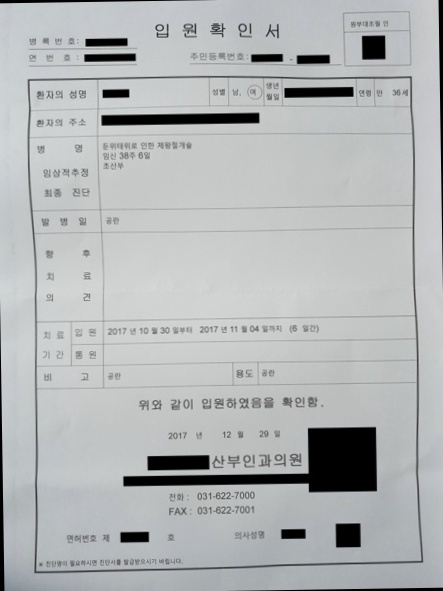 입 원 확 인 서
원부대조필 인
병 록 번 호:
연 번 호:
주민등록번호: -
환자의 성명
성별 남, 여
생년
월일
연령 만 36세
환자의 주소
병 명
임상적추정
최종 진단
둔위태위로 인한 제왕절개술
임신 38주 6일
초산부
발 병 일
공란
향 후
치 료
의 견
치 료
기 간
입 원
2017 년 10 월 30 일부터 2017 년 11 월 04 일까지 (6 일간)
통 원
비 고
공란
용도
공란
위와 같이 입원하였음을 확인함.
2017 년 12 월 29 일
산부인과의원
전화 : 031-622-7000
FAX : 031-622-7001
면허번호 제 호
의사성명
※ 진단명이 필요하시면 진단서를 발급받으시기 바랍니다.